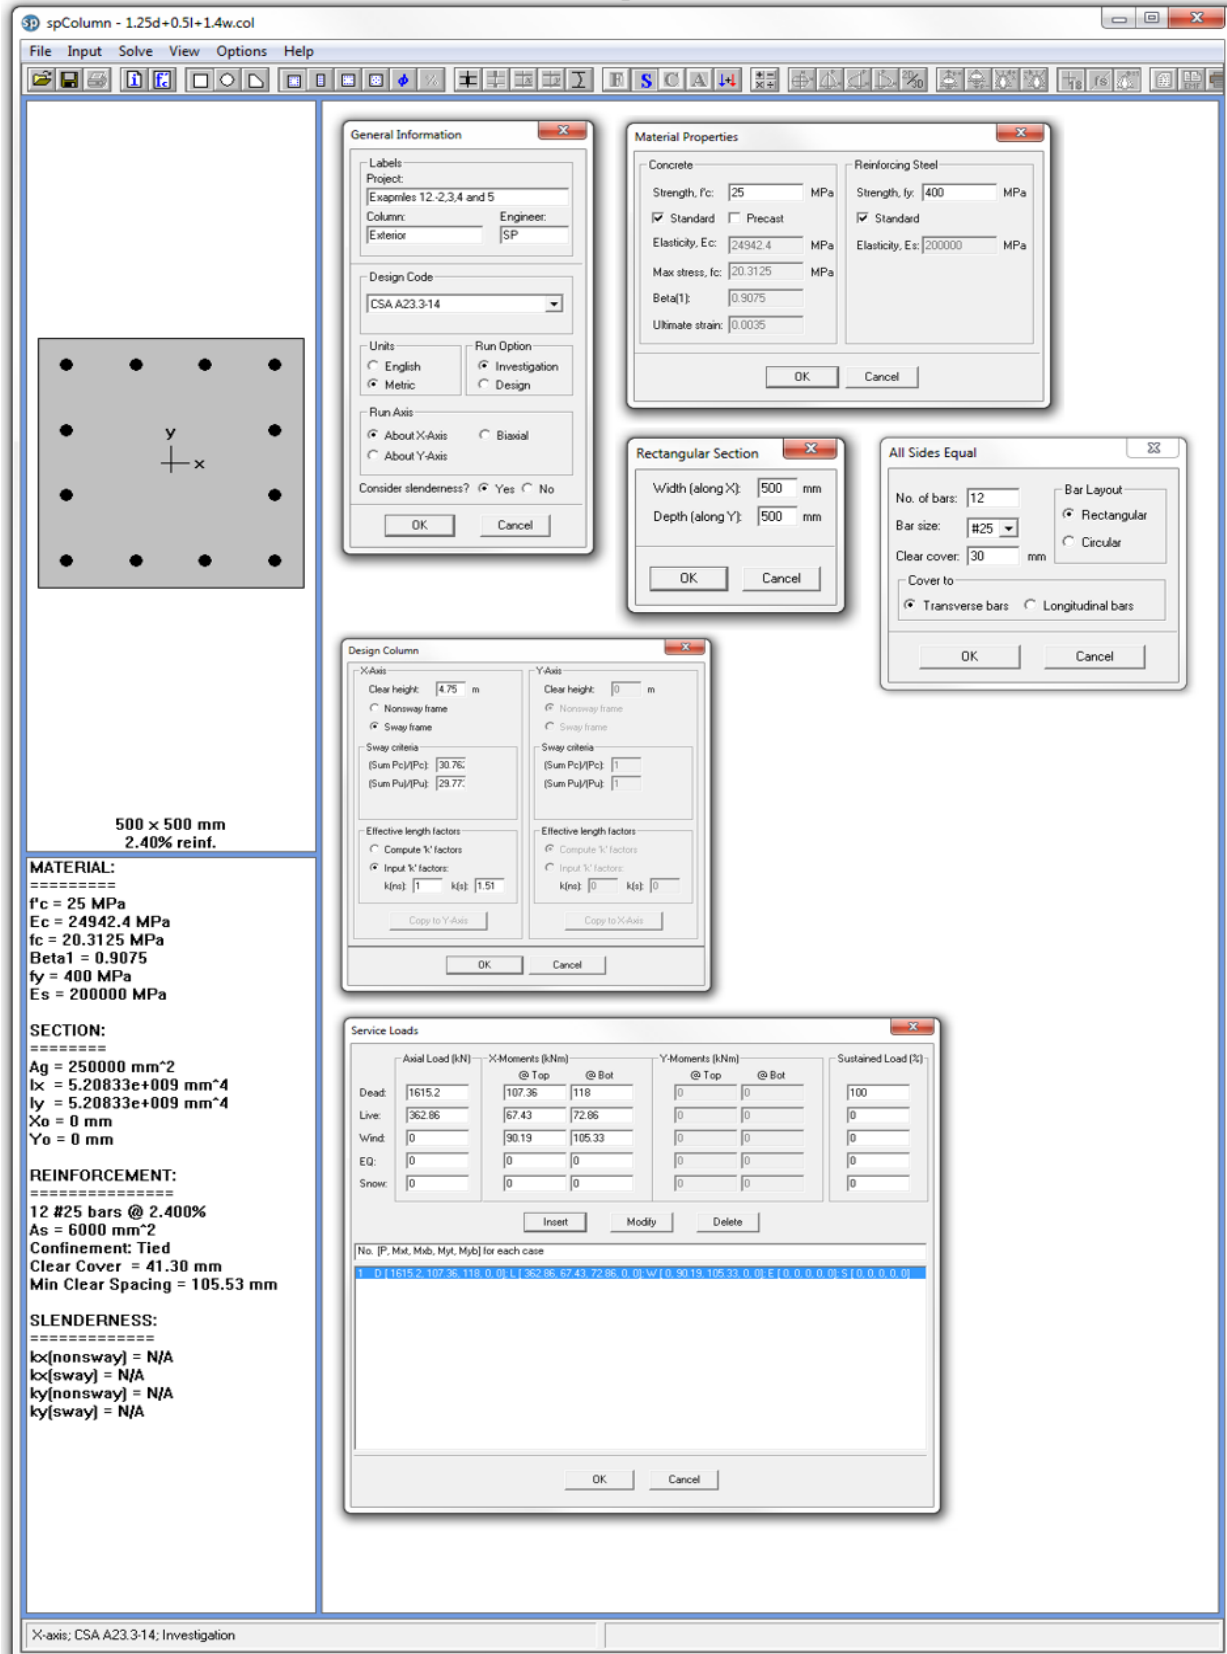 spColumn - 1.25d+0.5l+1.4w.col
File Input Solve View Options Help
y
x
500 x 500 mm
2.40% reinf.
MATERIAL:
=========
f'c = 25 MPa
Ec = 24942.4 MPa
fc = 20.3125 MPa
Beta1 = 0.9075
fy = 400 MPa
Es = 200000 MPa
SECTION:
========
Ag = 250000 mm^2
Ix = 5.20833e+009 mm^4
Iy = 5.20833e+009 mm^4
Xo = 0 mm
Yo = 0 mm
REINFORCEMENT:
===============
12 #25 bars @ 2.400%
As = 6000 mm^2
Confinement: Tied
Clear Cover = 41.30 mm
Min Clear Spacing = 105.53 mm
SLENDERNESS:
=============
kx(nonsway) = N/A
kx(sway) = N/A
ky(nonsway) = N/A
ky(sway) = N/A
General Information
Labels
Project:
Exapmles 12.-2,3,4 and 5
Column: Engineer:
Exterior SP
Design Code
CSA A23.3-14
Units Run Option
English Investigation
Metric Design
Run Axis
About X-Axis Biaxial
About Y-Axis
Consider slenderness? Yes No
OK Cancel
Material Properties
Concrete Reinforcing Steel
Strength, f'c: 25 MPa Strength, fy: 400 MPa
Standard Precast Standard
Elasticity, Ec: 24942.4 MPa Elasticity, Es: 200000 MPa
Max stress, fc: 20.3125 MPa
Beta(1): 0.9075
Ultimate strain: 0.0035
OK Cancel
Rectangular Section
Width (along X): 500 mm
Depth (along Y): 500 mm
OK Cancel
All Sides Equal
No. of bars: 12 Bar Layout
Bar size: #25 Rectangular
Clear cover: 30 mm Circular
Cover to
Transverse bars Longitudinal bars
OK Cancel
Design Column
X-Axis Y-Axis
Clear height: 4.75 m Clear height: 0 m
Nonsway frame Nonsway frame
Sway frame Sway frame
Sway criteria Sway criteria
(Sum Pc)/(Pc): 30.76 (Sum Pc)/(Pc): 1
(Sum Pu)/(Pu): 29.77 (Sum Pu)/(Pu): 1
Effective length factors Effective length factors
Compute 'k' factors Compute 'k' factors
Input 'k' factors: Input 'k' factors:
k(ns): 1 k(s): 1.51 k(ns): 0 k(s): 0
Copy to Y-Axis Copy to X-Axis
OK Cancel
Service Loads
Axial Load (kN) X-Moments (kNm) Y-Moments (kNm) Sustained Load (%)
@ Top @ Bot @ Top @ Bot
Dead: 1615.2 107.36 118 0 0 100
Live: 362.86 67.43 72.86 0 0 0
Wind: 0 90.19 105.33 0 0 0
EQ: 0 0 0 0 0 0
Snow: 0 0 0 0 0 0
Insert Modify Delete
No. [P, Mxt, Mxb, Myt, Myb] for each case
1 D [ 1615.2, 107.36, 118, 0, 0]; L [ 362.86, 67.43, 72.86, 0, 0]; W [ 0, 90.19, 105.33, 0, 0]; E [ 0, 0, 0, 0, 0]; S [ 0, 0, 0, 0, 0]
OK Cancel
X-axis; CSA A23.3-14; Investigation